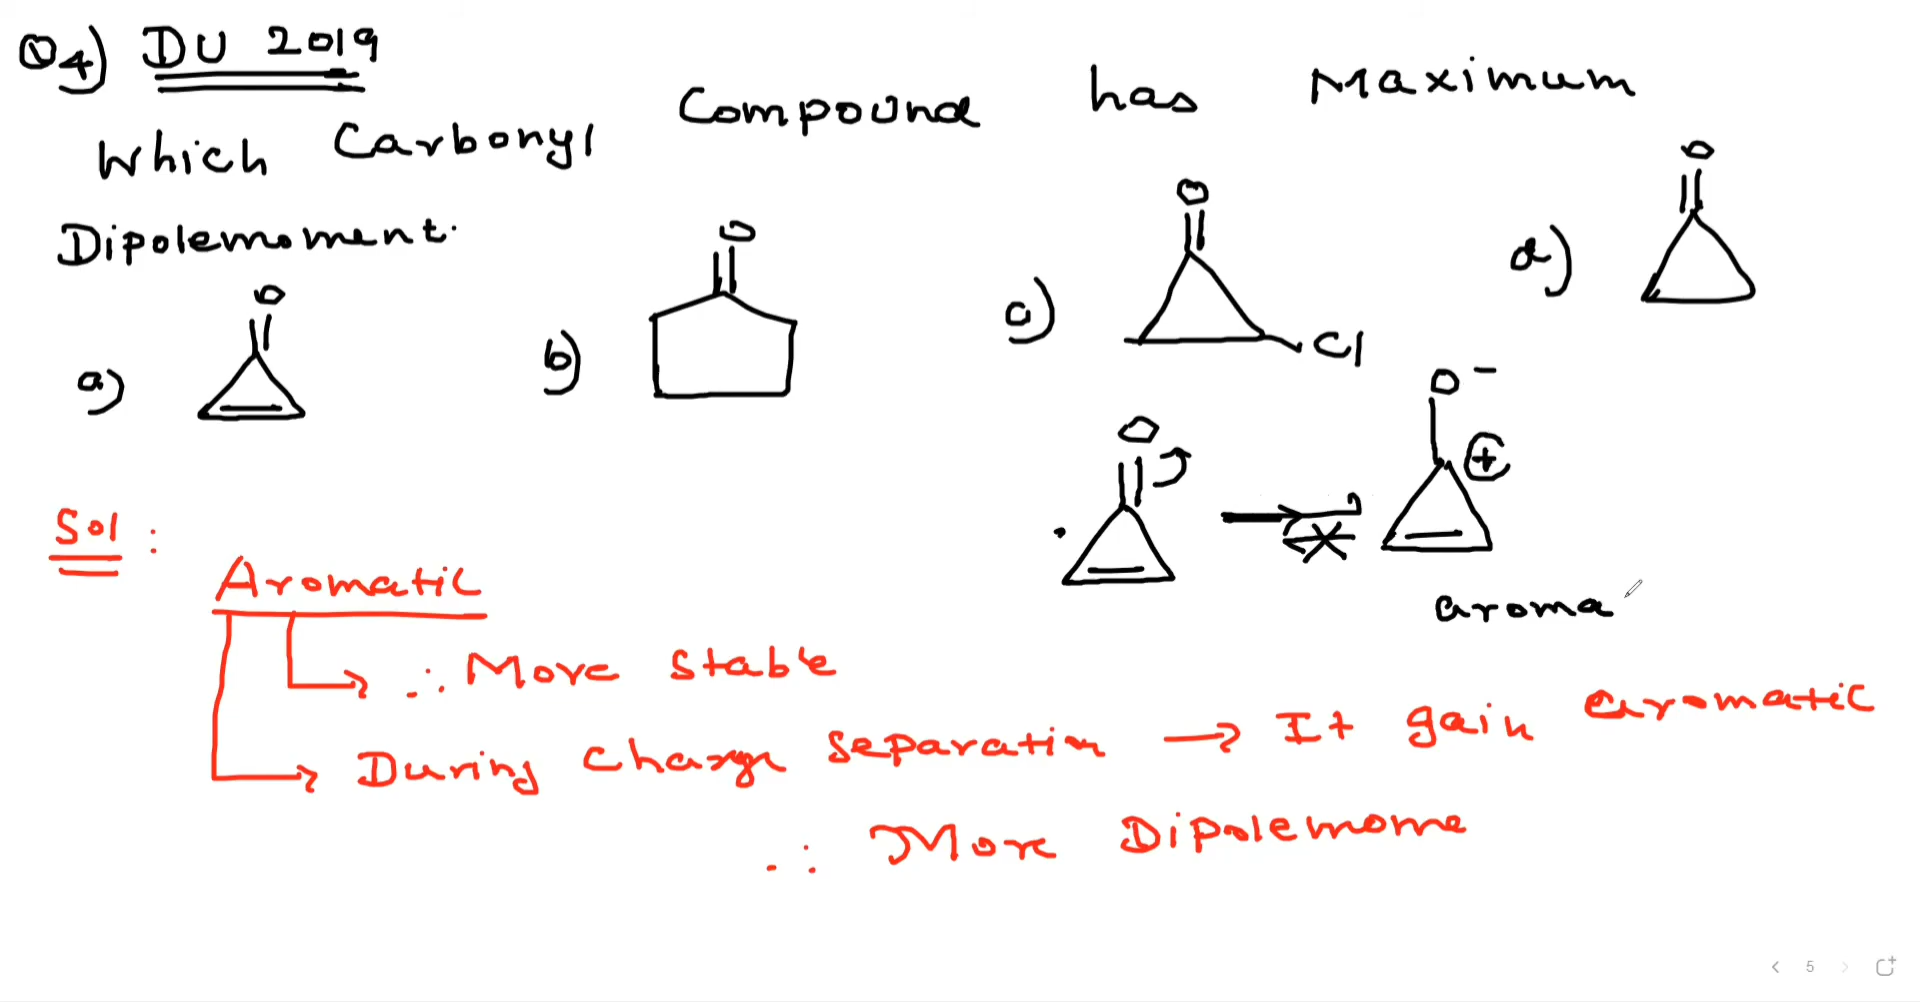 Q4) DU 2019
Which Carbonyl Compound has Maximum
Dipolemoment.
a) O
b) O
c) O Cl
d) O
O O - +
aroma
Sol :
Aromatic
∴ More stable
During charge separation → It gain aromatic
∴ More Dipolemome
5